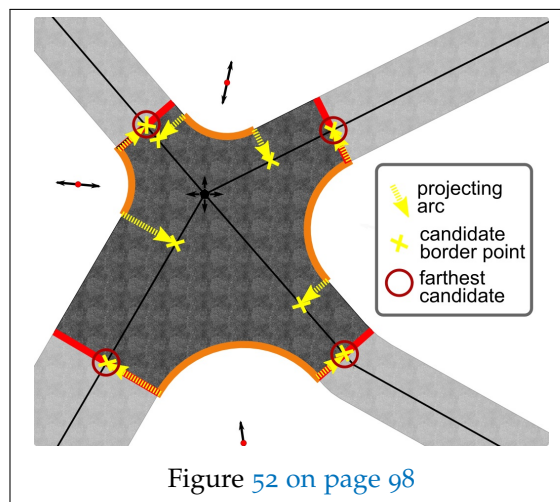 projecting
arc
candidate
border point
farthest
candidate
Figure 52 on page 98